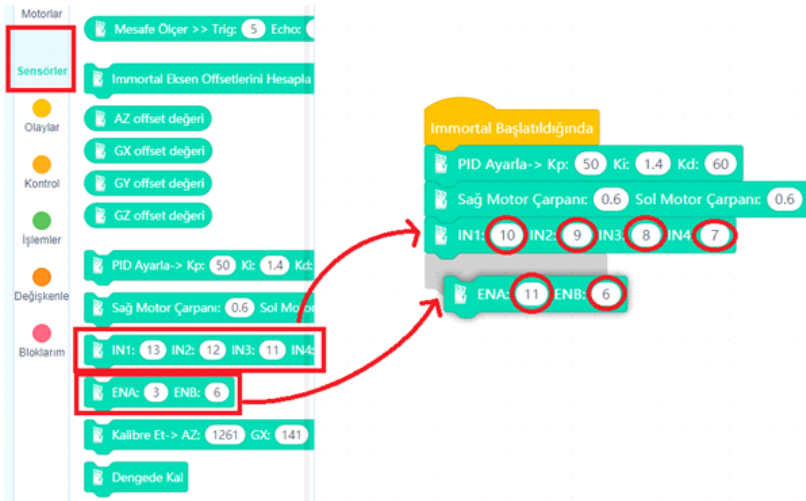 Motorlar
Sensörler
Olaylar
Kontrol
İşlemler
Değişkenle
Bloklarım
Mesafe Ölçer >> Trig: 5 Echo:
Immortal Eksen Offsetlerini Hesapla
AZ offset değeri
GX offset değeri
GY offset değeri
GZ offset değeri
PID Ayarla-> Kp: 50 Ki: 1.4 Kd:
Sağ Motor Çarpanı: 0.6 Sol Motor
IN1: 13 IN2: 12 IN3: 11 IN4:
ENA: 3 ENB: 6
Kalibre Et-> AZ: 1261 GX: 141
Dengede Kal
Immortal Başlatıldığında
PID Ayarla-> Kp: 50 Ki: 1.4 Kd: 60
Sağ Motor Çarpanı: 0.6 Sol Motor Çarpanı: 0.6
IN1: 10 IN2: 9 IN3: 8 IN4: 7
ENA: 11 ENB: 6